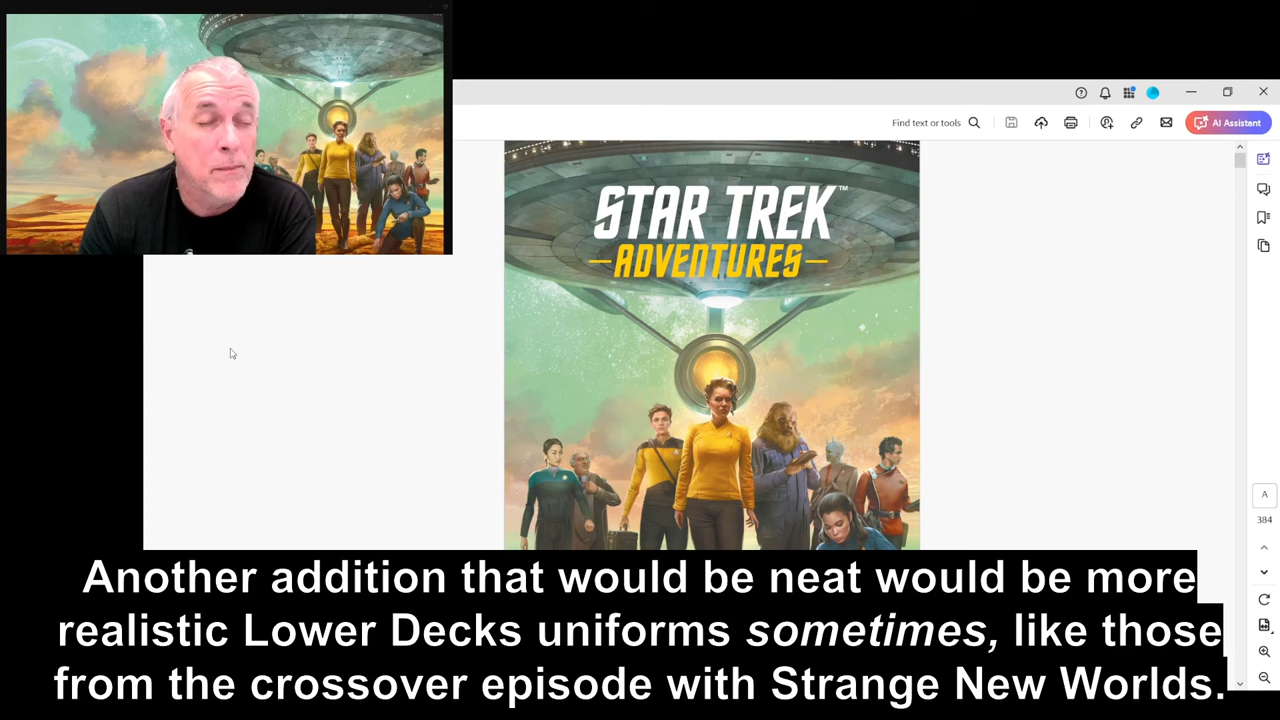 Find text or tools
AI Assistant
STAR TREK™
ADVENTURES
A
384
Another addition that would be neat would be more
realistic Lower Decks uniforms sometimes, like those
from the crossover episode with Strange New Worlds.